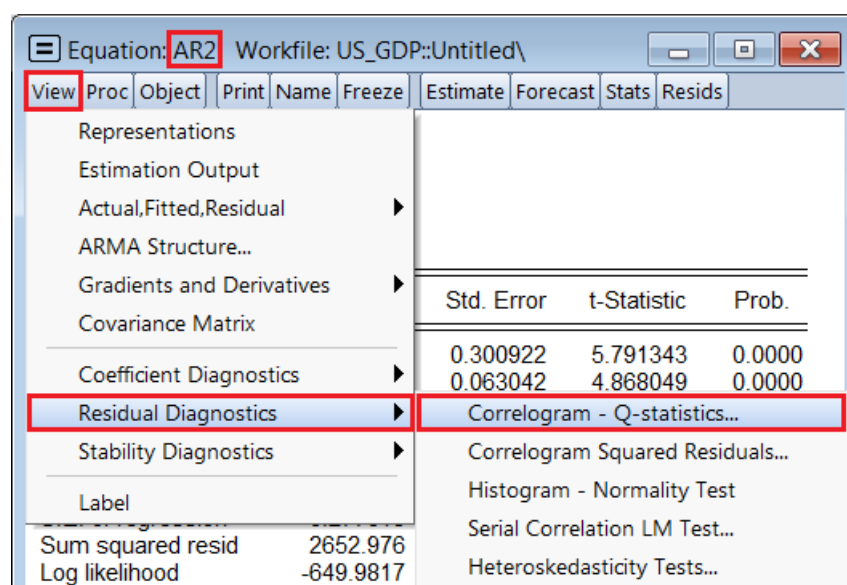 Equation: AR2 Workfile: US_GDP::Untitled\
View Proc Object Print Name Freeze Estimate Forecast Stats Resids
Representations
Estimation Output
Actual,Fitted,Residual
ARMA Structure...
Gradients and Derivatives
Covariance Matrix
Coefficient Diagnostics
Residual Diagnostics
Stability Diagnostics
Label
Std. Error t-Statistic Prob.
0.300922 5.791343 0.0000
0.063042 4.868049 0.0000
Correlogram - Q-statistics...
Correlogram Squared Residuals...
Histogram - Normality Test
Serial Correlation LM Test...
Heteroskedasticity Tests...
Sum squared resid 2652.976
Log likelihood -649.9817